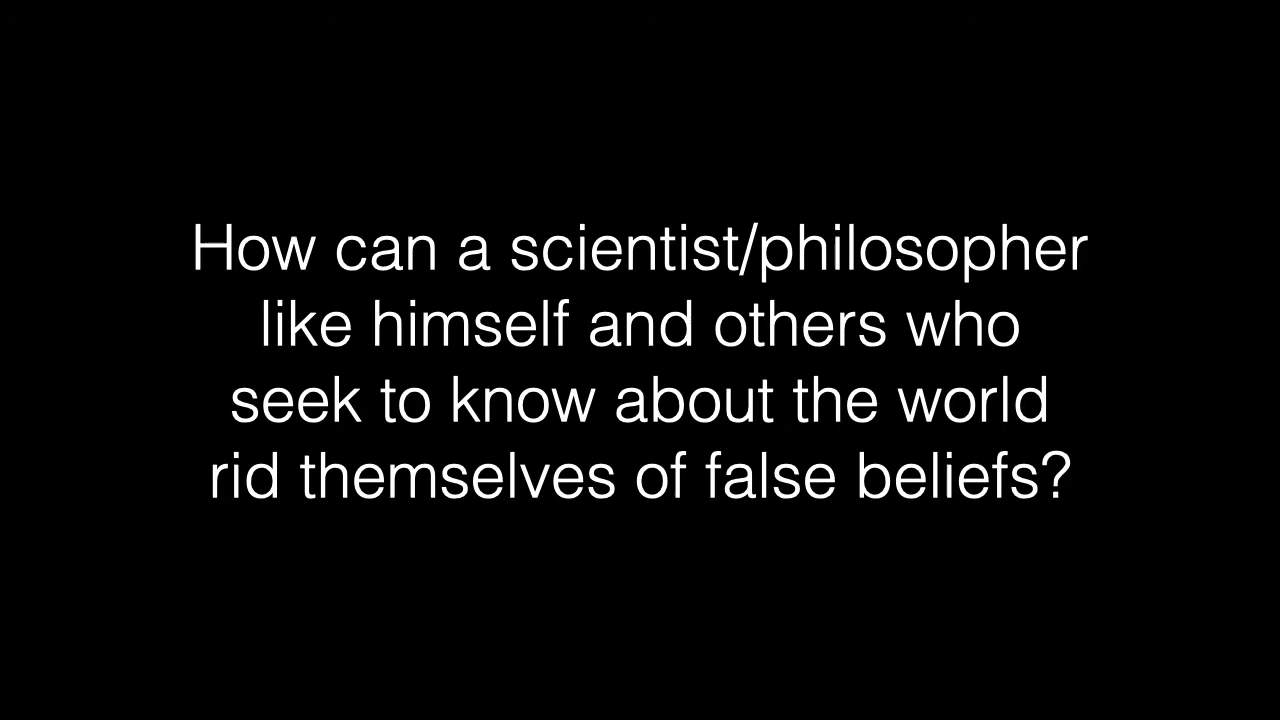 How can a scientist/philosopher
like himself and others who
seek to know about the world
rid themselves of false beliefs?